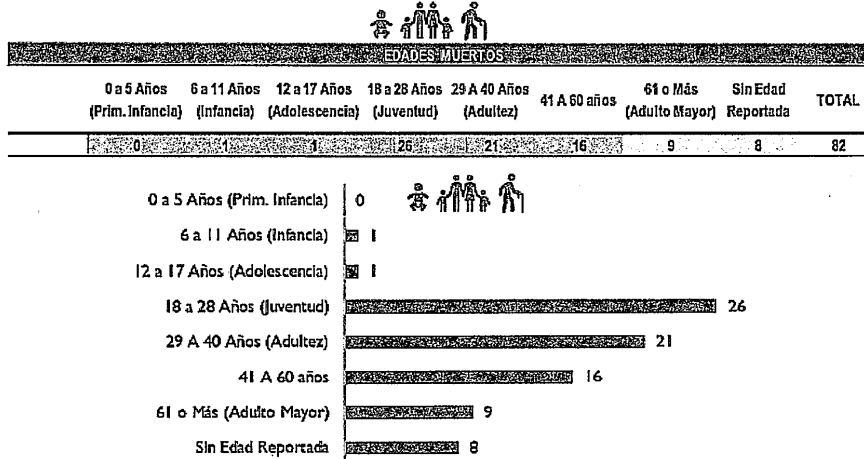 EDADES MUERTOS
0 a 5 Años 6 a 11 Años 12 a 17 Años 18 a 28 Años 29 A 40 Años 41 A 60 años 61 o Más Sin Edad TOTAL
(Prim. Infancia) (Infancia) (Adolescencia) (Juventud) (Adultez) (Adulto Mayor) Reportada
0 1 1 26 21 16 9 8 82
0 a 5 Años (Prim. Infancia) 0
6 a 11 Años (Infancia) 1
12 a 17 Años (Adolescencia) 1
18 a 28 Años (Juventud) 26
29 A 40 Años (Adultez) 21
41 A 60 años 16
61 o Más (Adulto Mayor) 9
Sin Edad Reportada 8